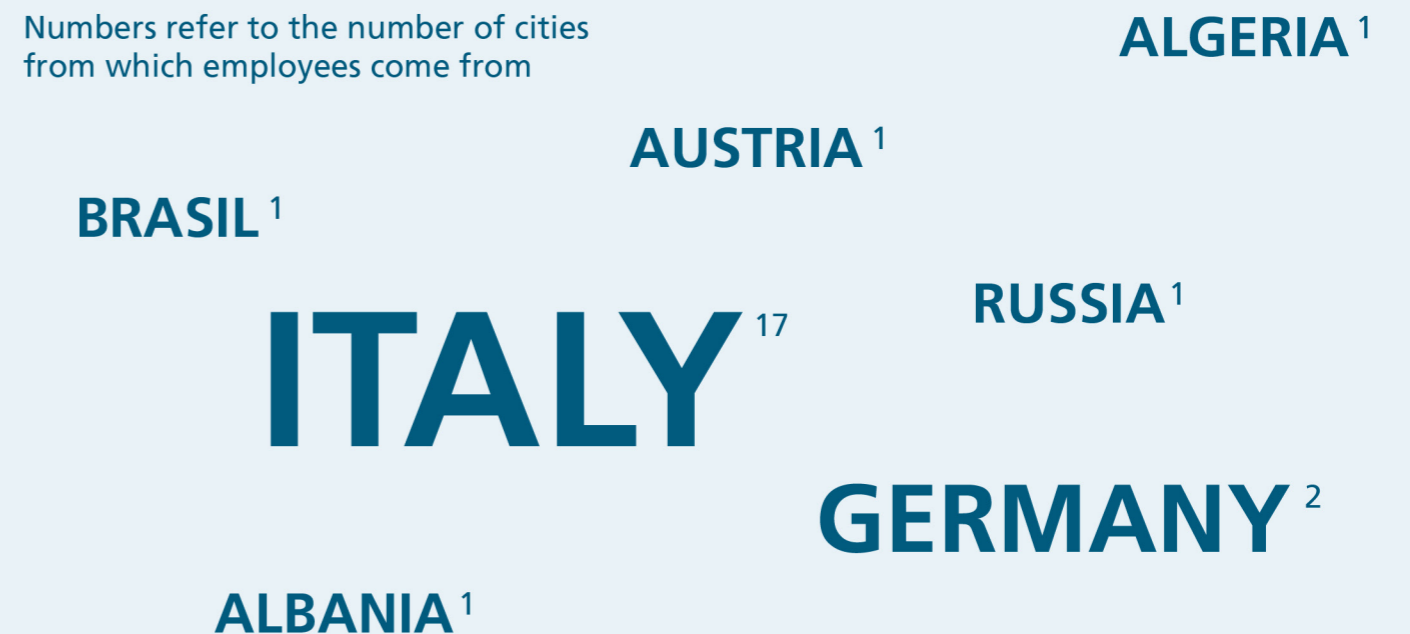 Numbers refer to the number of cities
from which employees come from
ALGERIA 1
AUSTRIA 1
BRASIL 1
RUSSIA 1
ITALY 17
GERMANY 2
ALBANIA 1